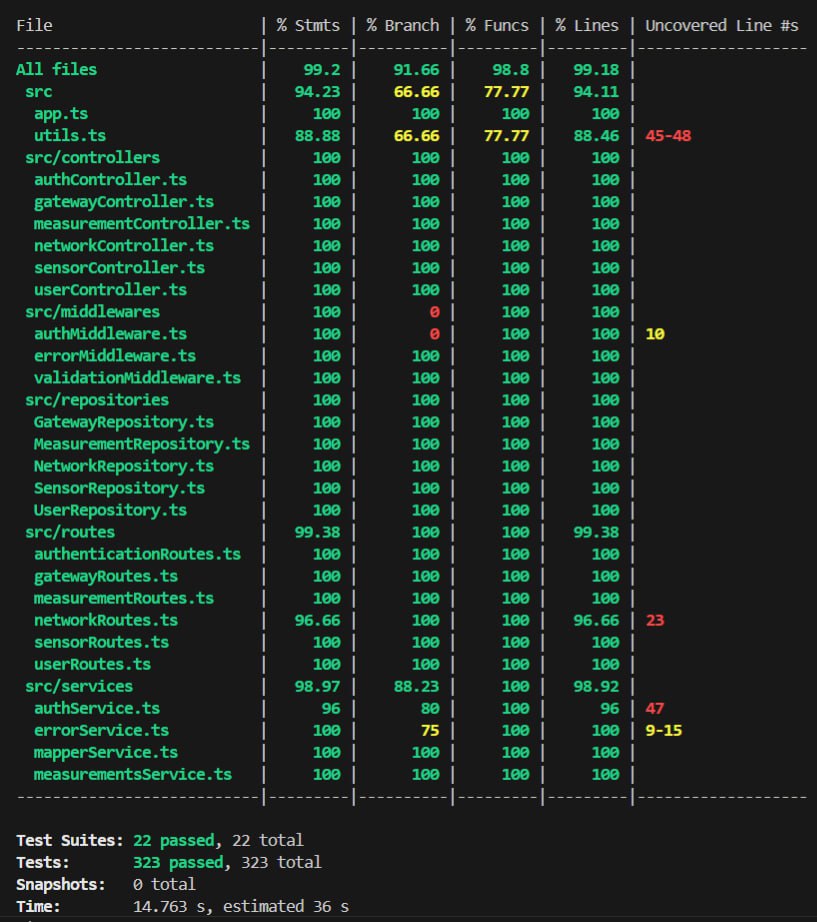 File | % Stmts | % Branch | % Funcs | % Lines | Uncovered Line #s
---------------------------|---------|----------|---------|---------|-------------------
All files | 99.2 | 91.66 | 98.8 | 99.18 |
src | 94.23 | 66.66 | 77.77 | 94.11 |
app.ts | 100 | 100 | 100 | 100 |
utils.ts | 88.88 | 66.66 | 77.77 | 88.46 | 45-48
src/controllers | 100 | 100 | 100 | 100 |
authController.ts | 100 | 100 | 100 | 100 |
gatewayController.ts | 100 | 100 | 100 | 100 |
measurementController.ts | 100 | 100 | 100 | 100 |
networkController.ts | 100 | 100 | 100 | 100 |
sensorController.ts | 100 | 100 | 100 | 100 |
userController.ts | 100 | 100 | 100 | 100 |
src/middlewares | 100 | 0 | 100 | 100 |
authMiddleware.ts | 100 | 0 | 100 | 100 | 10
errorMiddleware.ts | 100 | 100 | 100 | 100 |
validationMiddleware.ts | 100 | 100 | 100 | 100 |
src/repositories | 100 | 100 | 100 | 100 |
GatewayRepository.ts | 100 | 100 | 100 | 100 |
MeasurementRepository.ts | 100 | 100 | 100 | 100 |
NetworkRepository.ts | 100 | 100 | 100 | 100 |
SensorRepository.ts | 100 | 100 | 100 | 100 |
UserRepository.ts | 100 | 100 | 100 | 100 |
src/routes | 99.38 | 100 | 100 | 99.38 |
authenticationRoutes.ts | 100 | 100 | 100 | 100 |
gatewayRoutes.ts | 100 | 100 | 100 | 100 |
measurementRoutes.ts | 100 | 100 | 100 | 100 |
networkRoutes.ts | 96.66 | 100 | 100 | 96.66 | 23
sensorRoutes.ts | 100 | 100 | 100 | 100 |
userRoutes.ts | 100 | 100 | 100 | 100 |
src/services | 98.97 | 88.23 | 100 | 98.92 |
authService.ts | 96 | 80 | 100 | 96 | 47
errorService.ts | 100 | 75 | 100 | 100 | 9-15
mapperService.ts | 100 | 100 | 100 | 100 |
measurementsService.ts | 100 | 100 | 100 | 100 |
---------------------------|---------|----------|---------|---------|-------------------
Test Suites: 22 passed, 22 total
Tests: 323 passed, 323 total
Snapshots: 0 total
Time: 14.763 s, estimated 36 s